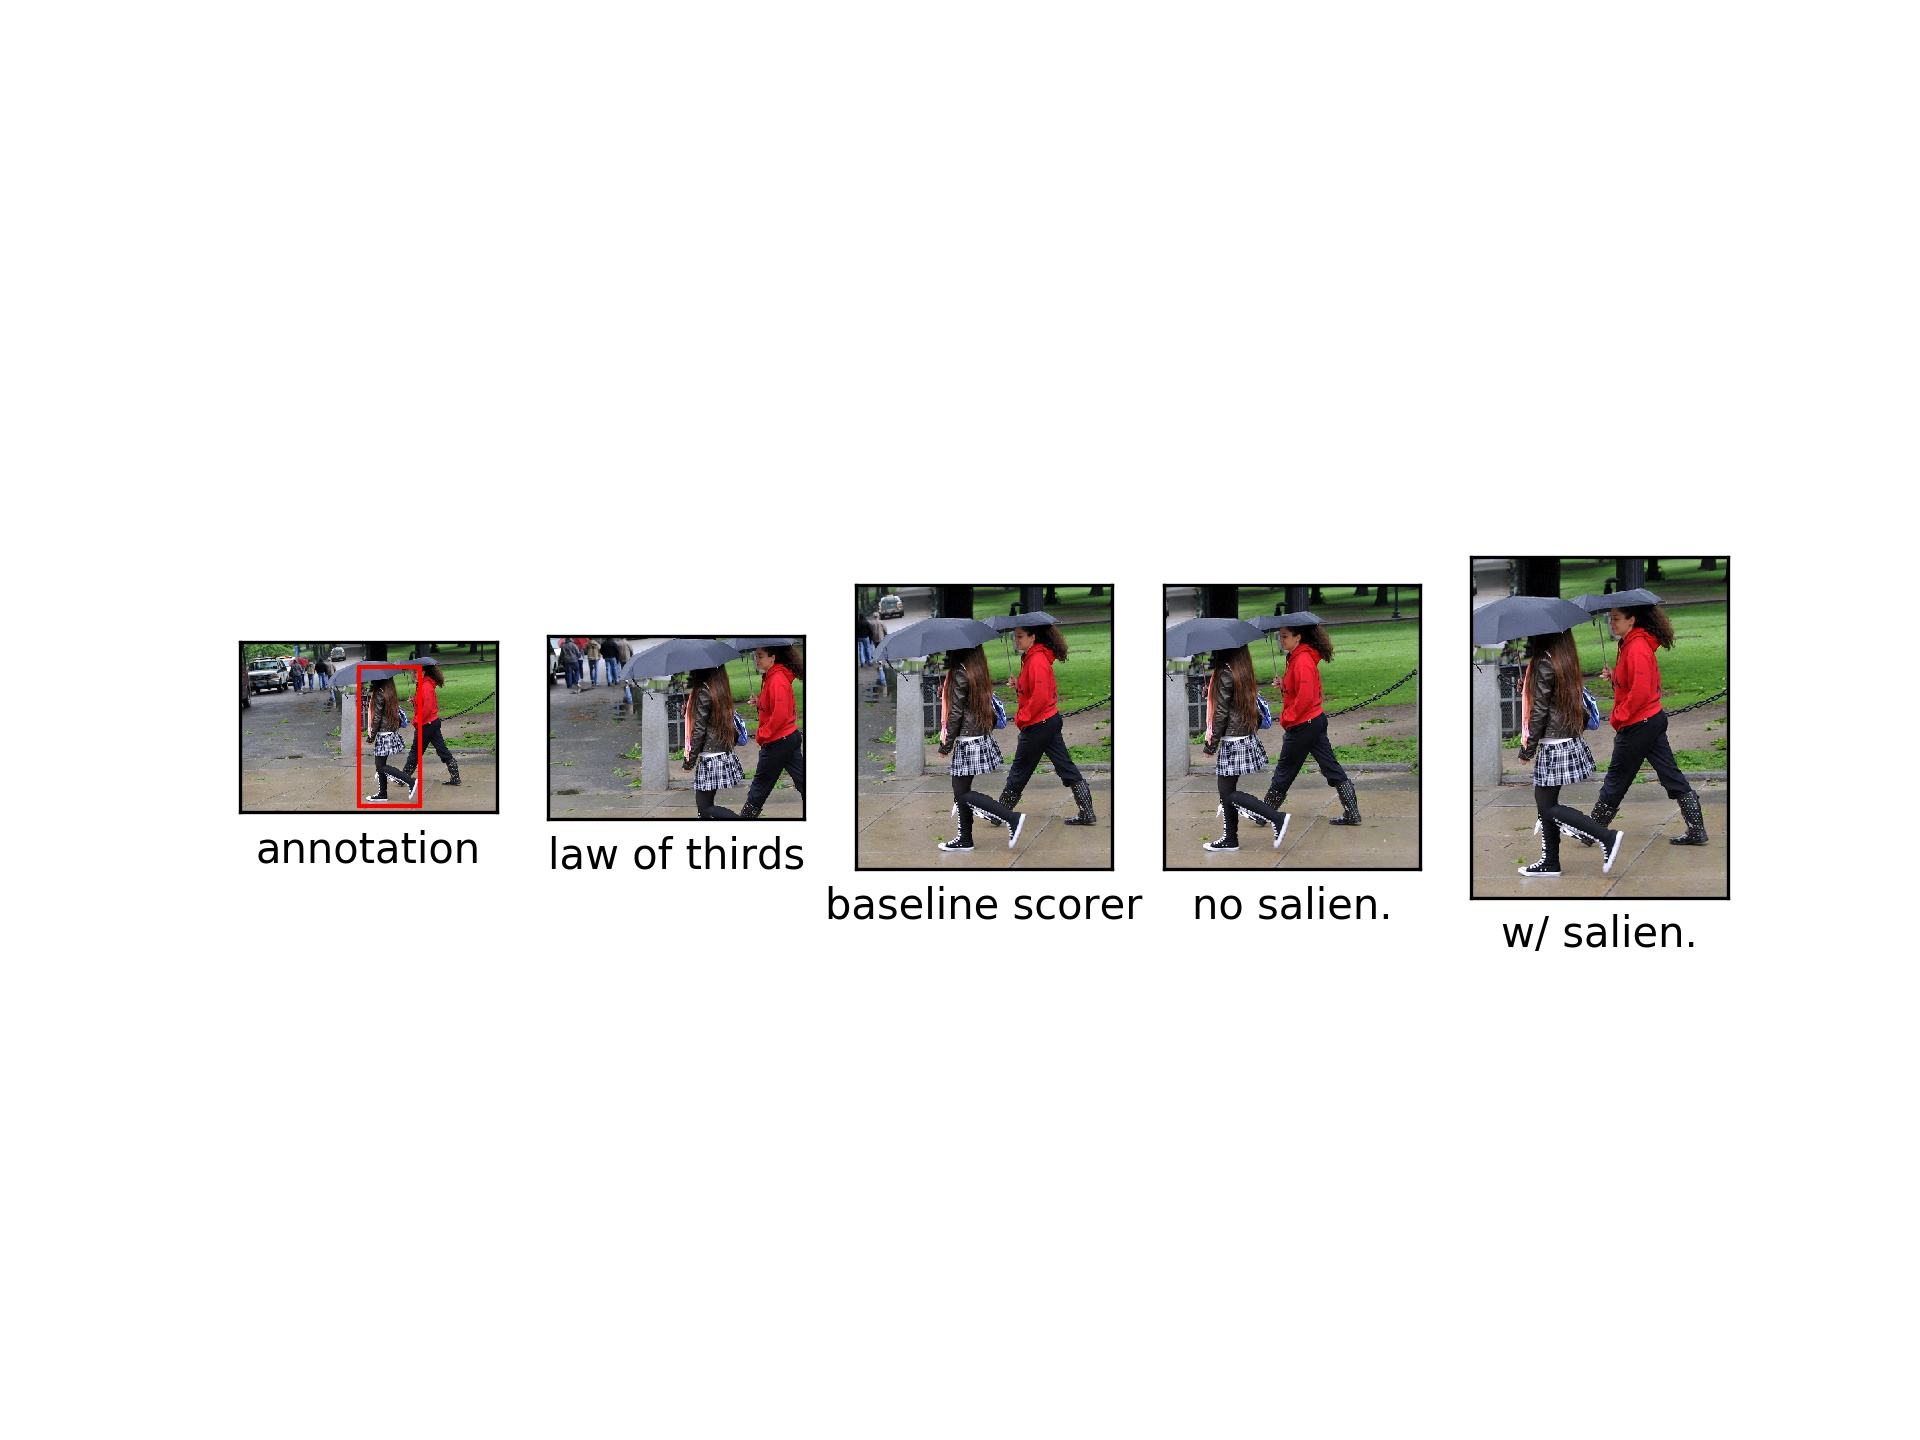 annotation
law of thirds
baseline scorer
no salien.
w/ salien.